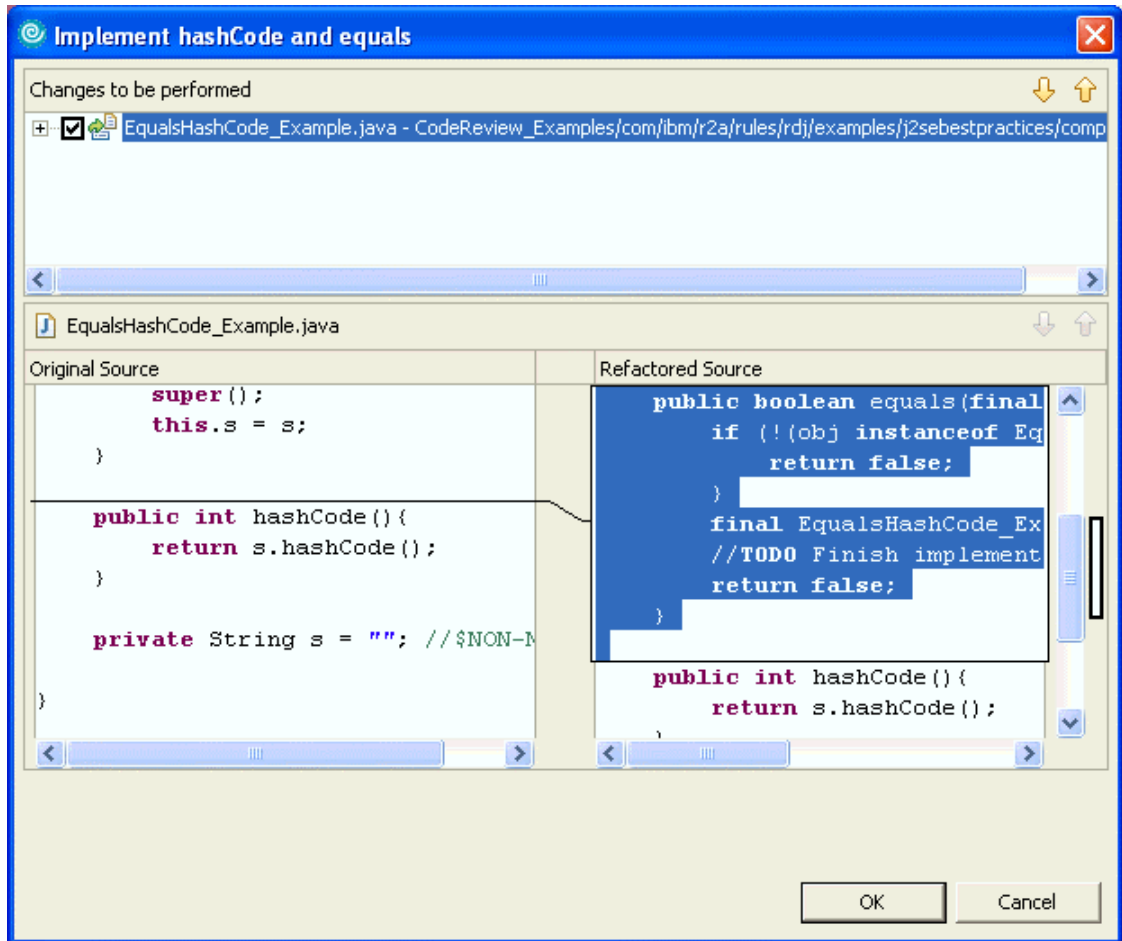 Implement hashCode and equals
Changes to be performed
EqualsHashCode_Example.java - CodeReview_Examples/com/ibm/r2a/rules/rdj/examples/j2sebestpractices/comp
EqualsHashCode_Example.java
Original Source
super();
this.s = s;
}
public int hashCode(){
return s.hashCode();
}
private String s = ""; //$NON-N
}
Refactored Source
public boolean equals(final
if (!(obj instanceof Eq
return false;
}
final EqualsHashCode_Ex
//TODO Finish implement
return false;
}
public int hashCode(){
return s.hashCode();
}
OK
Cancel